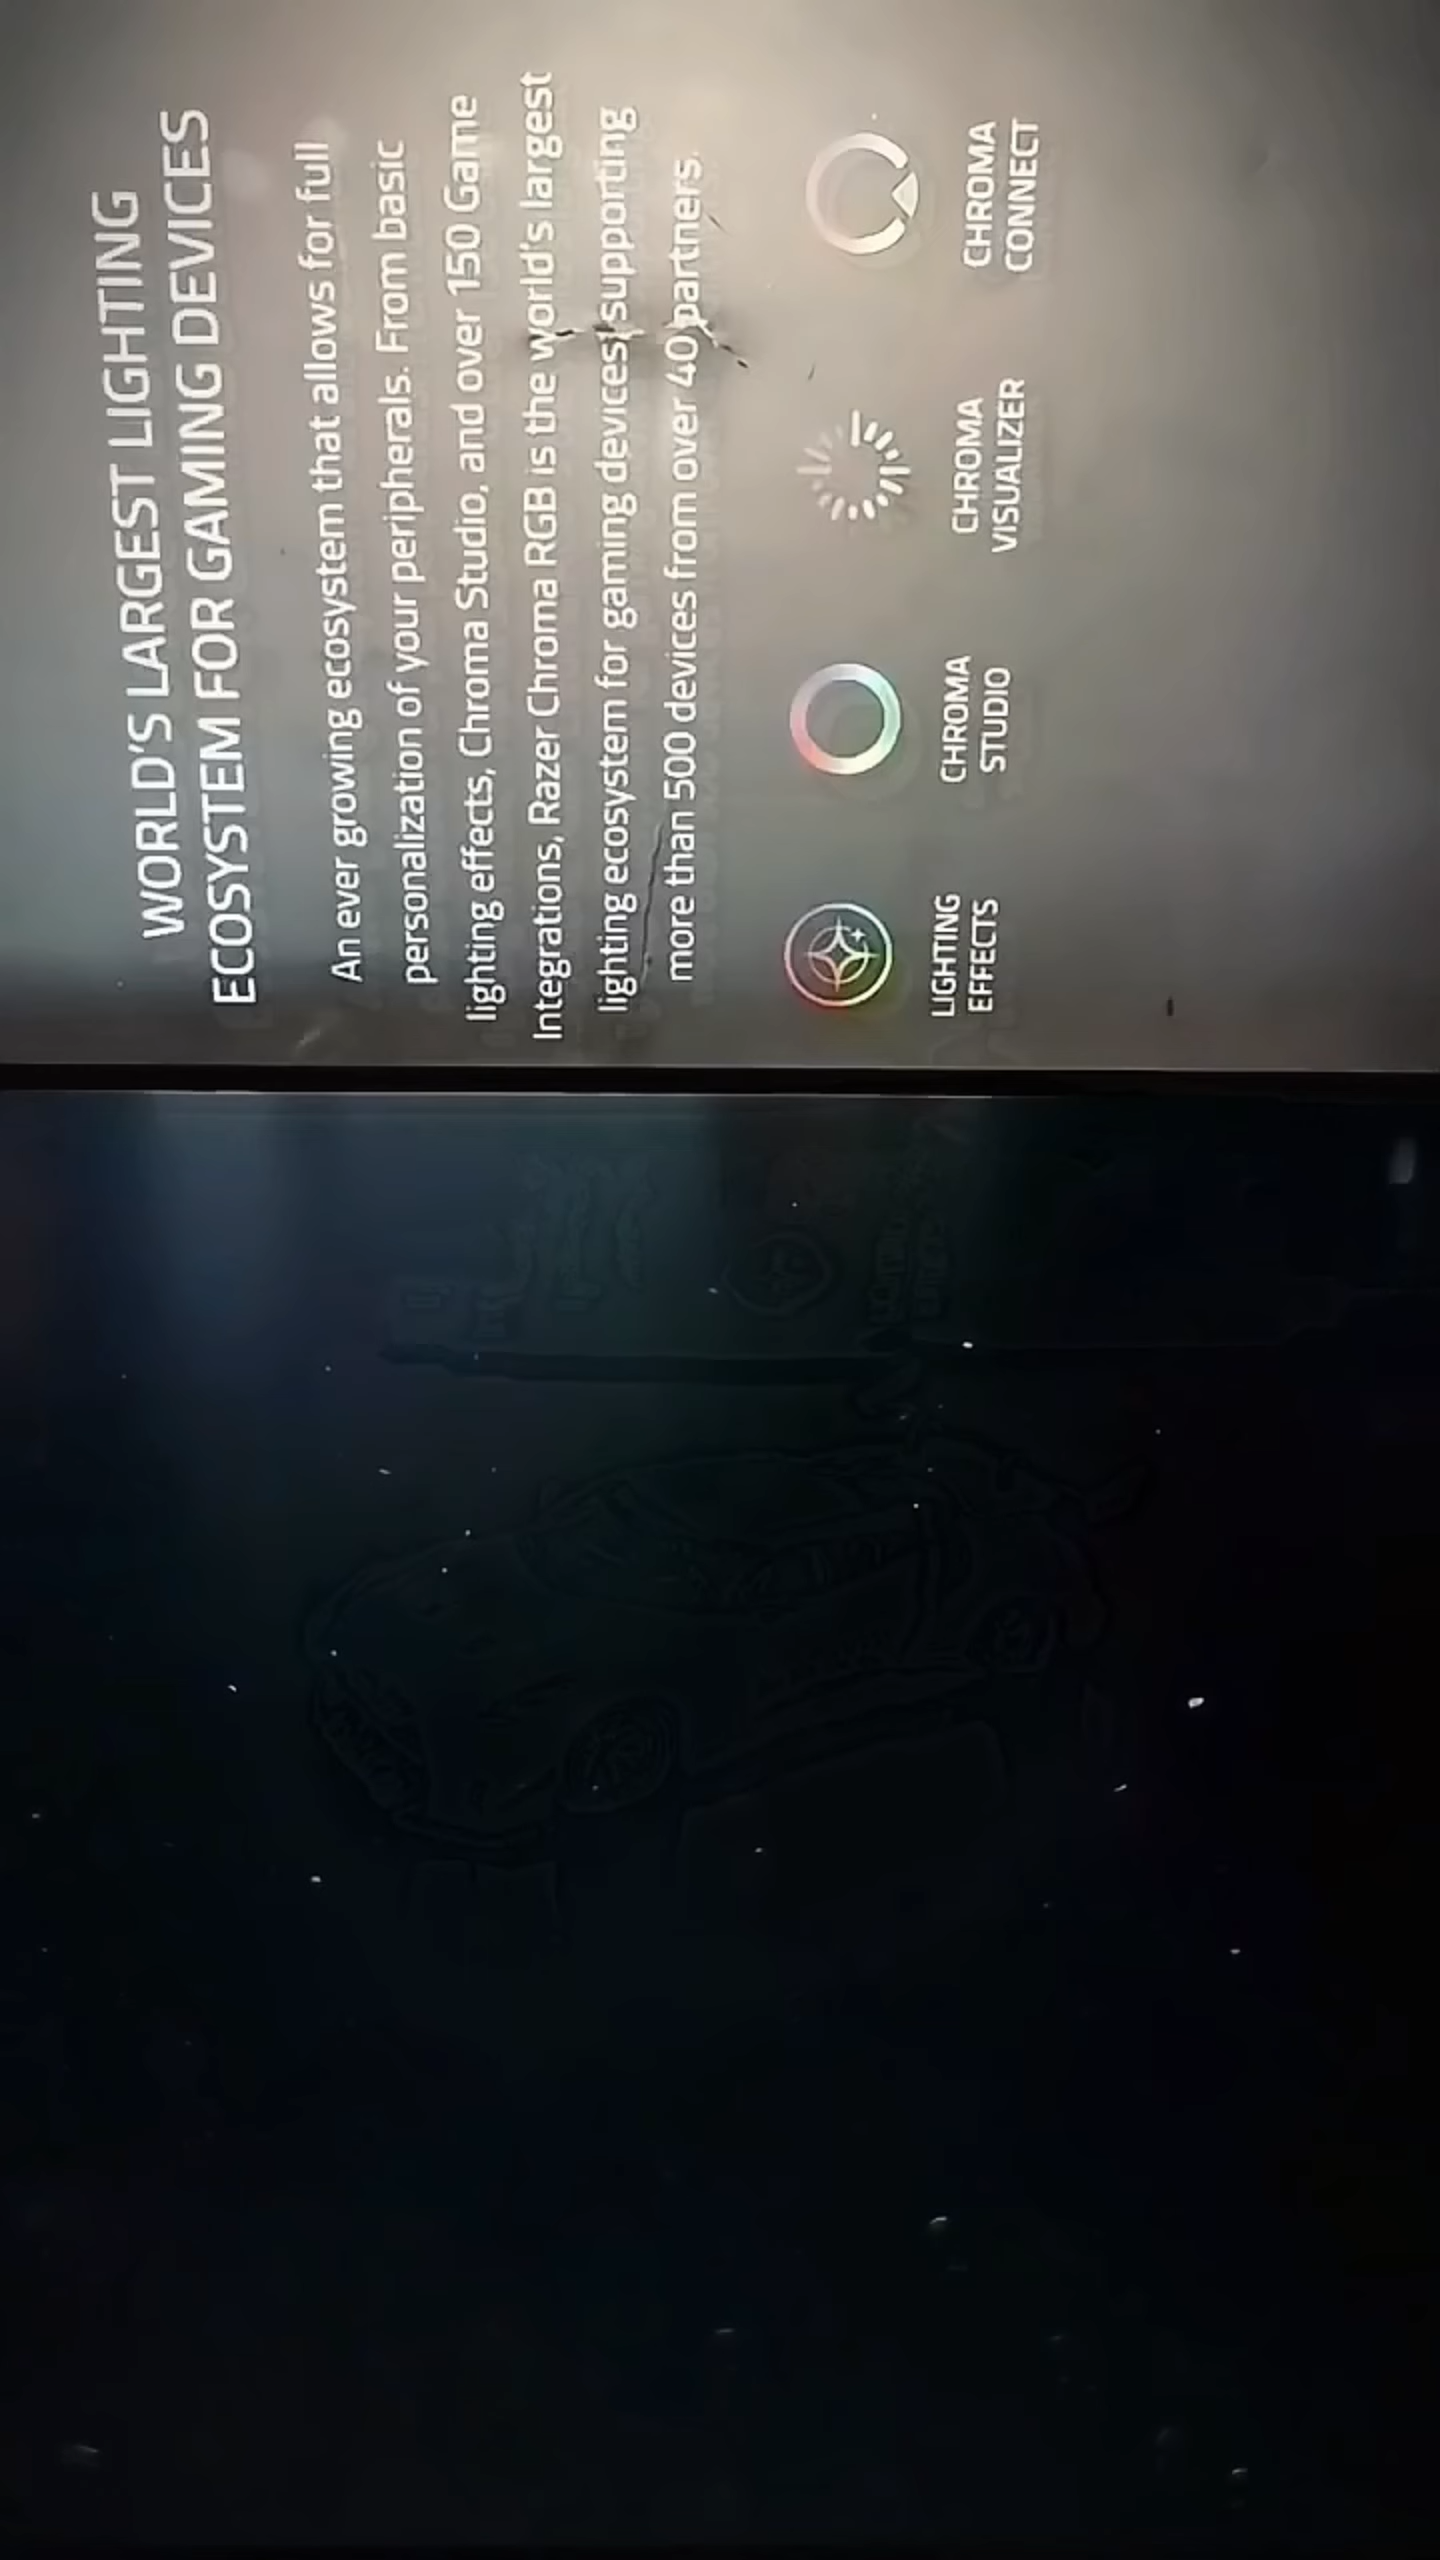 WORLD'S LARGEST LIGHTING
ECOSYSTEM FOR GAMING DEVICES
An ever growing ecosystem that allows for full
personalization of your peripherals. From basic
lighting effects, Chroma Studio, and over 150 Game
Integrations, Razer Chroma RGB is the world's largest
lighting ecosystem for gaming devices supporting
more than 500 devices from over 40 partners.
LIGHTING
EFFECTS
CHROMA
STUDIO
CHROMA
VISUALIZER
CHROMA
CONNECT